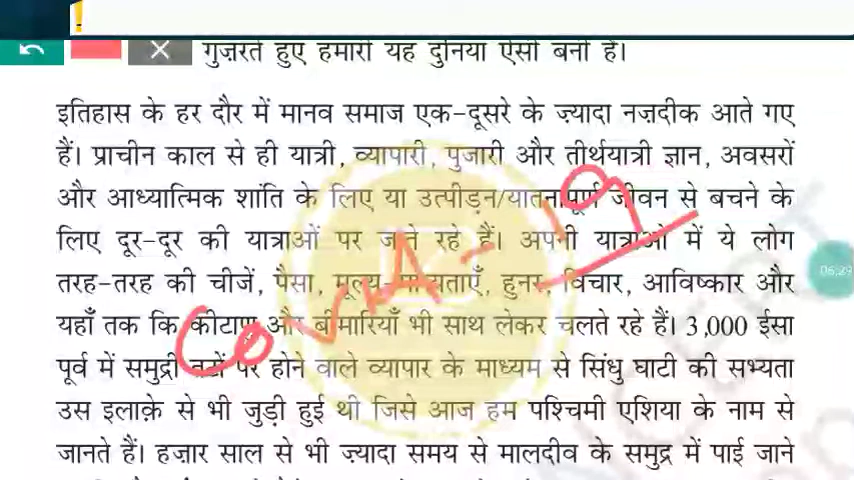 गुज़रते हुए हमारी यह दुनिया ऐसी बनी है।
इतिहास के हर दौर में मानव समाज एक-दूसरे के ज़्यादा नज़दीक आते गए
हैं। प्राचीन काल से ही यात्री, व्यापारी, पुजारी और तीर्थयात्री ज्ञान, अवसरों
और आध्यात्मिक शांति के लिए या उत्पीड़न/यातनापूर्ण जीवन से बचने के
लिए दूर-दूर की यात्राओं पर जाते रहे हैं। अपनी यात्राओं में ये लोग
तरह-तरह की चीजें, पैसा, मूल्य-मान्यताएँ, हुनर, विचार, आविष्कार और
यहाँ तक कि कीटाणु और बीमारियाँ भी साथ लेकर चलते रहे हैं। 3,000 ईसा
पूर्व में समुद्री तटों पर होने वाले व्यापार के माध्यम से सिंधु घाटी की सभ्यता
उस इलाक़े से भी जुड़ी हुई थी जिसे आज हम पश्चिमी एशिया के नाम से
जानते हैं। हज़ार साल से भी ज़्यादा समय से मालदीव के समुद्र में पाई जाने
06:29